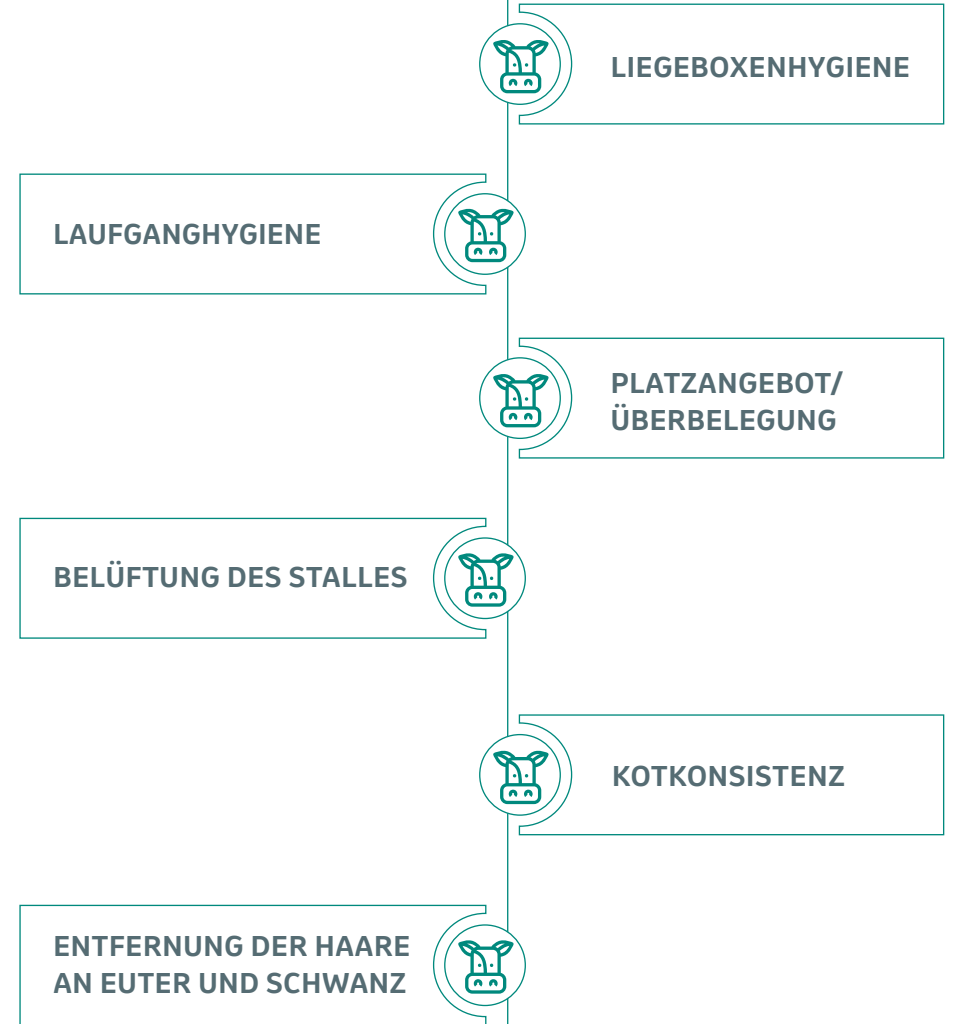 LIEGEBOXENHYGIENE
LAUFGANGHYGIENE
PLATZANGEBOT/
ÜBERBELEGUNG
BELÜFTUNG DES STALLES
KOTKONSISTENZ
ENTFERNUNG DER HAARE
AN EUTER UND SCHWANZ